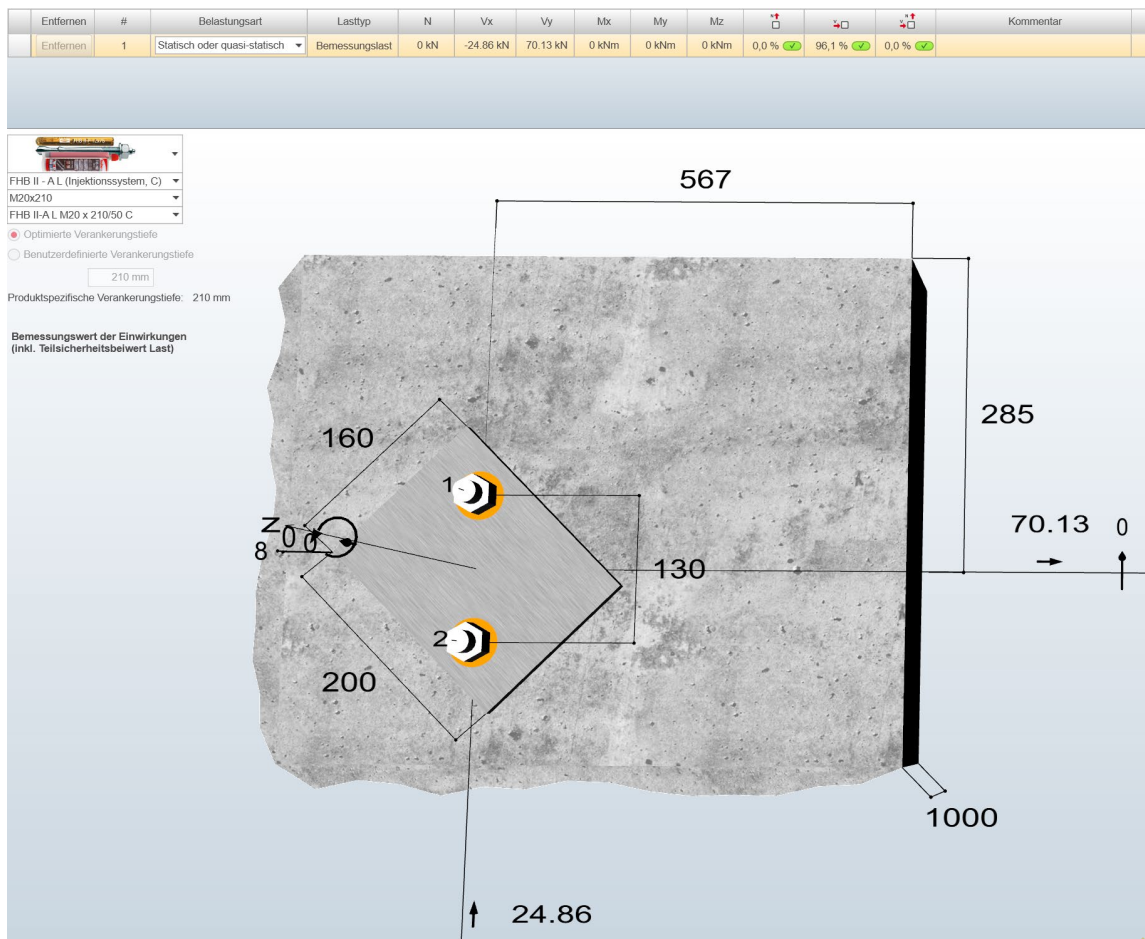 Entfernen # Belastungsart Lasttyp N Vx Vy Mx My Mz Kommentar
Entfernen 1 Statisch oder quasi-statisch Bemessungslast 0 kN -24.86 kN 70.13 kN 0 kNm 0 kNm 0 kNm 0,0 % 96,1 % 0,0 %
FHB II - A L (Injektionssystem, C)
M20x210
FHB II-A L M20 x 210/50 C
Optimierte Verankerungstiefe
Benutzerdefinierte Verankerungstiefe
210 mm
Produktspezifische Verankerungstiefe: 210 mm
Bemessungswert der Einwirkungen
(inkl. Teilsicherheitsbeiwert Last)
567
285
160
1
N
0 0
8
70.13 0
130
2
200
1000
24.86